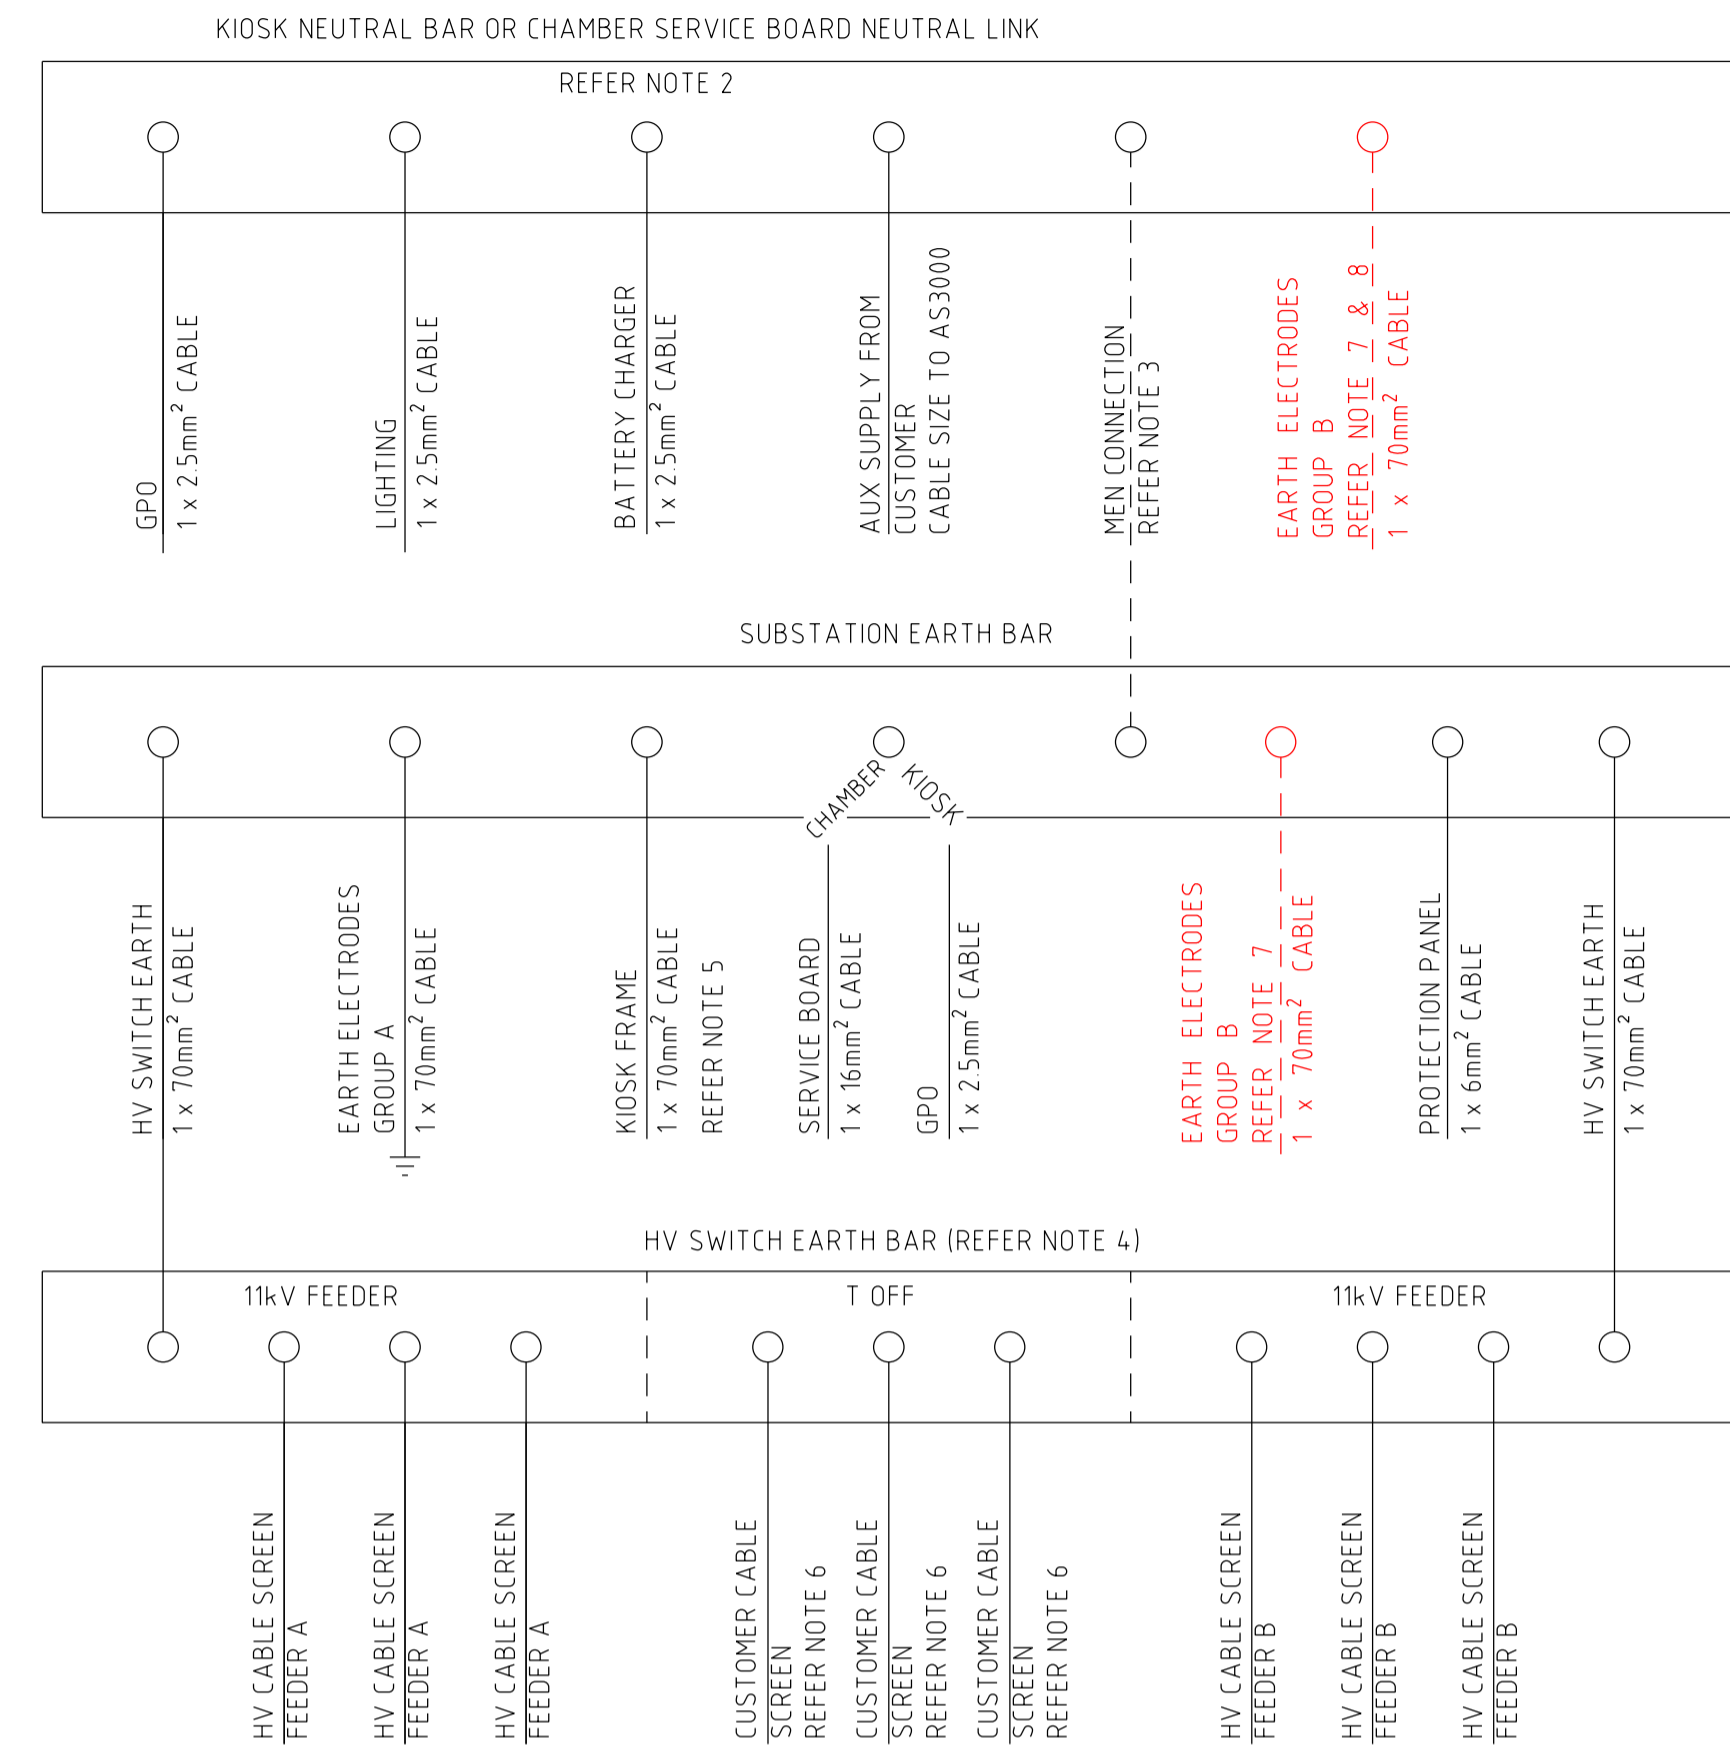 KIOSK NEUTRAL BAR OR CHAMBER SERVICE BOARD NEUTRAL LINK
REFER NOTE 2
GPO
1 x 2.5mm² CABLE
LIGHTING
1 x 2.5mm² CABLE
BATTERY CHARGER
1 x 2.5mm² CABLE
AUX SUPPLY FROM
CUSTOMER
CABLE SIZE TO AS3000
MEN CONNECTION
REFER NOTE 3
EARTH ELECTRODES
GROUP B
REFER NOTE 7 & 8
1 x 70mm² CABLE
SUBSTATION EARTH BAR
CHAMBER
KIOSK
HV SWITCH EARTH
1 x 70mm² CABLE
EARTH ELECTRODES
GROUP A
1 x 70mm² CABLE
KIOSK FRAME
1 x 70mm² CABLE
REFER NOTE 5
SERVICE BOARD
1 x 16mm² CABLE
GPO
1 x 2.5mm² CABLE
EARTH ELECTRODES
GROUP B
REFER NOTE 7
1 x 70mm² CABLE
PROTECTION PANEL
1 x 6mm² CABLE
HV SWITCH EARTH
1 x 70mm² CABLE
HV SWITCH EARTH BAR (REFER NOTE 4)
11kV FEEDER
T OFF
11kV FEEDER
HV CABLE SCREEN
FEEDER A
HV CABLE SCREEN
FEEDER A
HV CABLE SCREEN
FEEDER A
CUSTOMER CABLE
SCREEN
REFER NOTE 6
CUSTOMER CABLE
SCREEN
REFER NOTE 6
CUSTOMER CABLE
SCREEN
REFER NOTE 6
HV CABLE SCREEN
FEEDER B
HV CABLE SCREEN
FEEDER B
HV CABLE SCREEN
FEEDER B